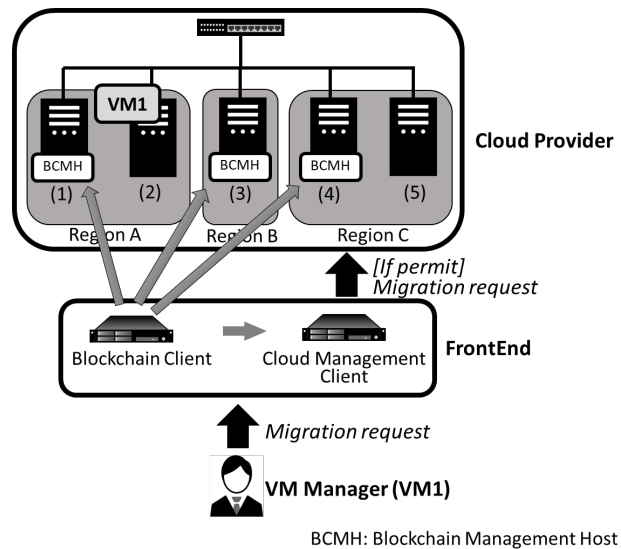 VM1
Cloud Provider
BCMH
BCMH
BCMH
(1)
(2)
(3)
(4)
(5)
Region A
Region B
Region C
[If permit]
Migration request
Blockchain Client
Cloud Management
Client
FrontEnd
Migration request
VM Manager (VM1)
BCMH: Blockchain Management Host